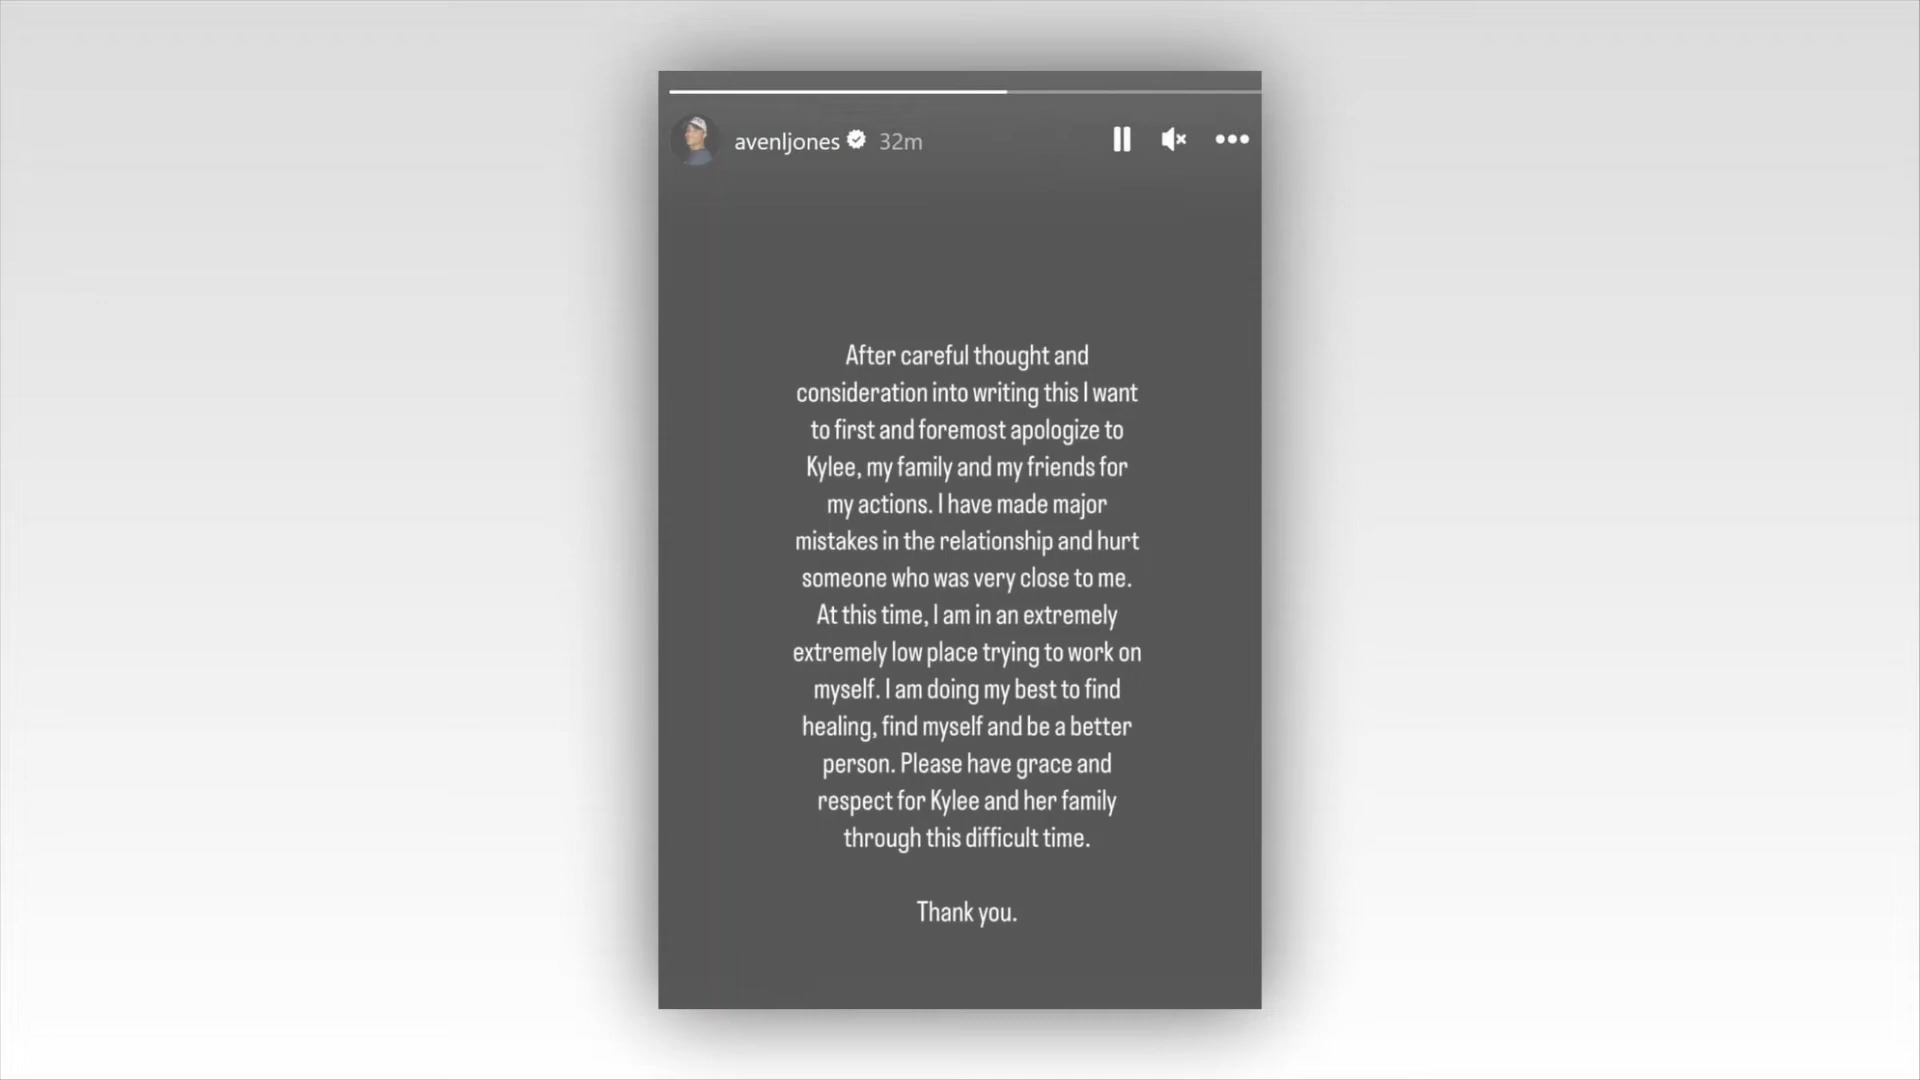 avenljones 32m
After careful thought and
consideration into writing this I want
to first and foremost apologize to
Kylee, my family and my friends for
my actions. I have made major
mistakes in the relationship and hurt
someone who was very close to me.
At this time, I am in an extremely
extremely low place trying to work on
myself. I am doing my best to find
healing, find myself and be a better
person. Please have grace and
respect for Kylee and her family
through this difficult time.
Thank you.